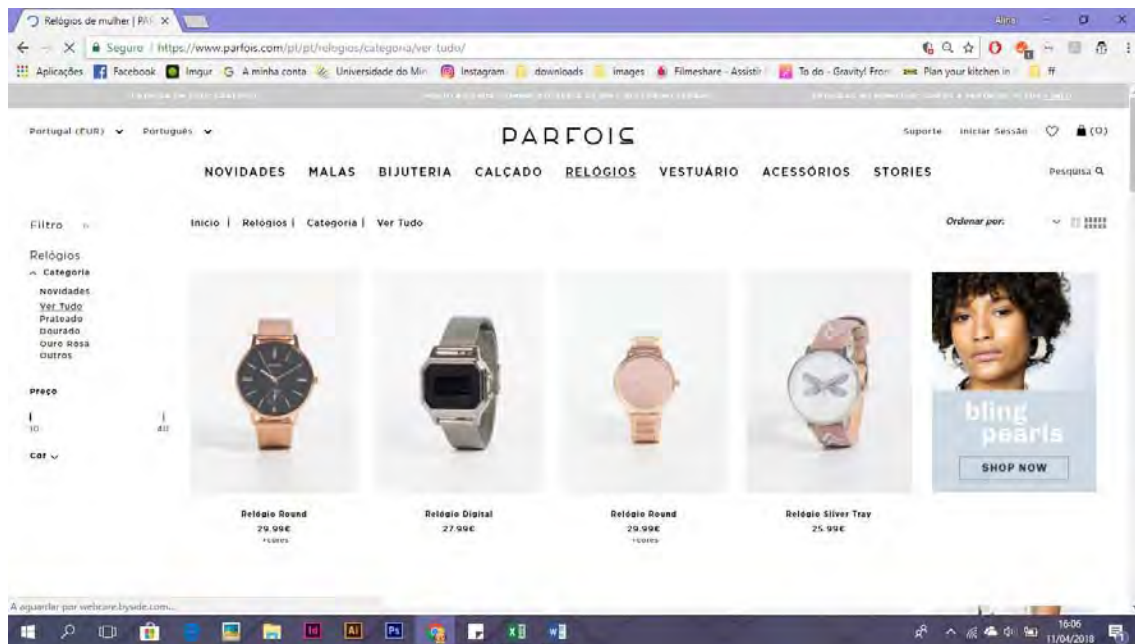 Relógios de mulher | PA
Alina
Seguro | https://www.parfois.com/pt/pt/relogios/categoria/ver-tudo/
Aplicações Facebook Imgur A minha conta Universidade do Min Instagram downloads images Filmeshare - Assistir To do - Gravity! From Plan your kitchen in ff
Portugal (EUR) Português
PARFOIS
Suporte Iniciar Sessão (0)
NOVIDADES MALAS BIJUTERIA CALÇADO RELÓGIOS VESTUÁRIO ACESSÓRIOS STORIES
Pesquisa
Filtro
Início | Relógios | Categoria | Ver Tudo
Ordenar por:
Relógios
Categoria
Novidades
Ver Tudo
Prateado
Dourado
Ouro Rosa
Outros
Preço
10 40
Cor
bling
pearls
SHOP NOW
Relógio Round
29.99€
+cores
Relógio Digital
27.99€
Relógio Round
29.99€
+cores
Relógio Silver Tray
25.99€
A aguardar por webcare.byside.com...
16:06
11/04/2018